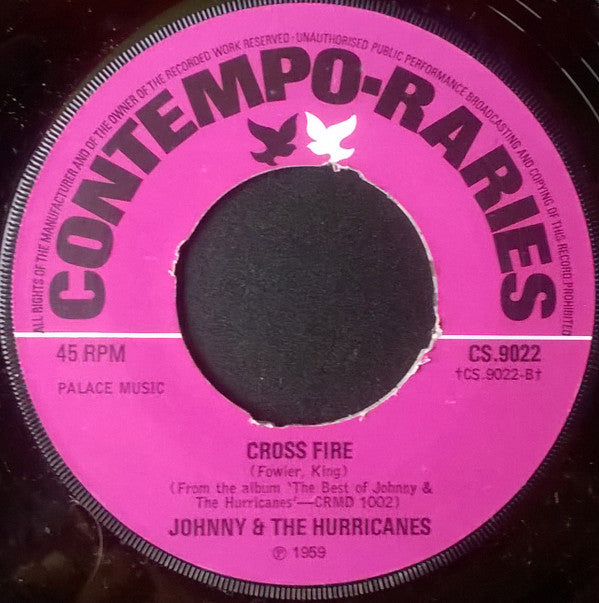 ALL RIGHTS OF THE MANUFACTURER AND OF THE OWNER OF THE RECORDED WORK RESERVED · UNAUTHORISED PUBLIC PERFORMANCE BROADCASTING AND COPYING OF THIS RECORD PROHIBITED
CONTEMPO-RARIES
45 RPM
PALACE MUSIC
CS.9022
†CS.9022-B†
CROSS FIRE
(Fowler, King)
(From the album 'The Best of Johnny &
The Hurricanes'—CRMD 1002)
JOHNNY & THE HURRICANES
℗ 1959